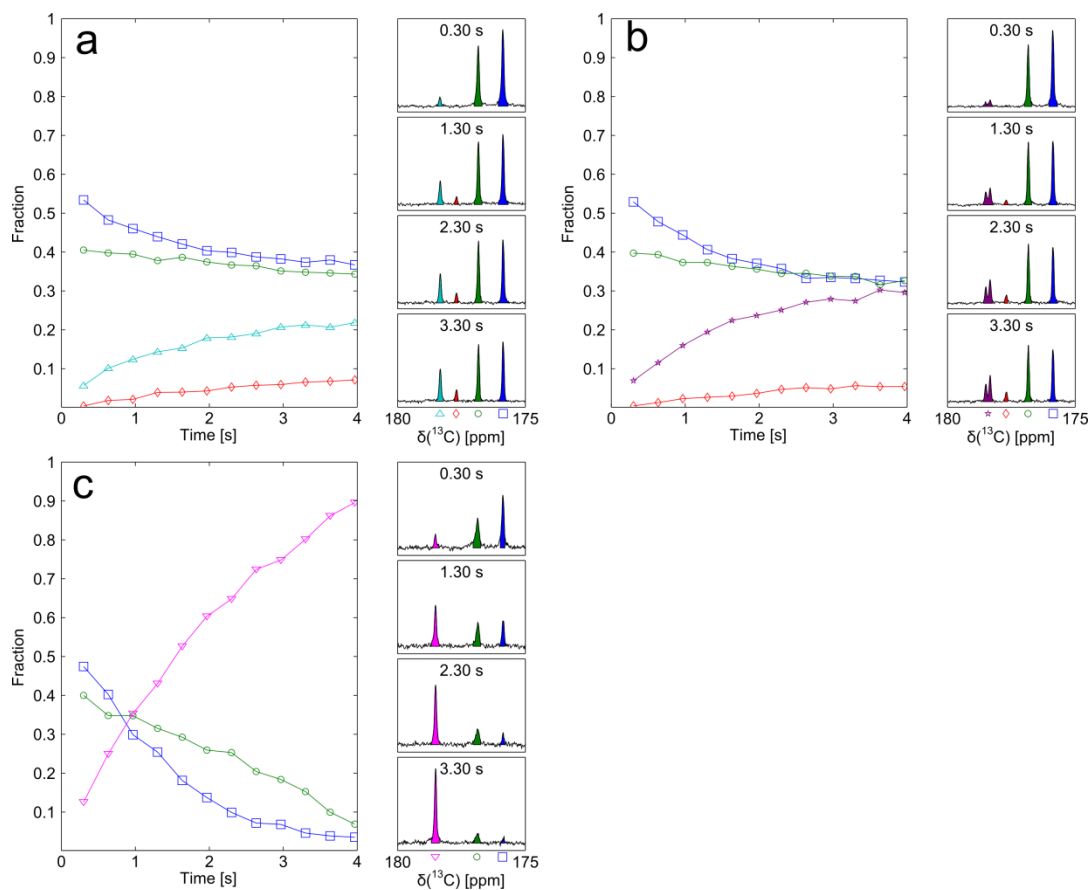 a
1
0.9
0.8
0.7
0.6
0.5
0.4
0.3
0.2
0.1
Fraction
0 1 2 3 4
Time [s]
0.30 s
1.30 s
2.30 s
3.30 s
180 175
δ(¹³C) [ppm]
b
1
0.9
0.8
0.7
0.6
0.5
0.4
0.3
0.2
0.1
Fraction
0 1 2 3 4
Time [s]
0.30 s
1.30 s
2.30 s
3.30 s
180 175
δ(¹³C) [ppm]
c
1
0.9
0.8
0.7
0.6
0.5
0.4
0.3
0.2
0.1
Fraction
0 1 2 3 4
Time [s]
0.30 s
1.30 s
2.30 s
3.30 s
180 175
δ(¹³C) [ppm]